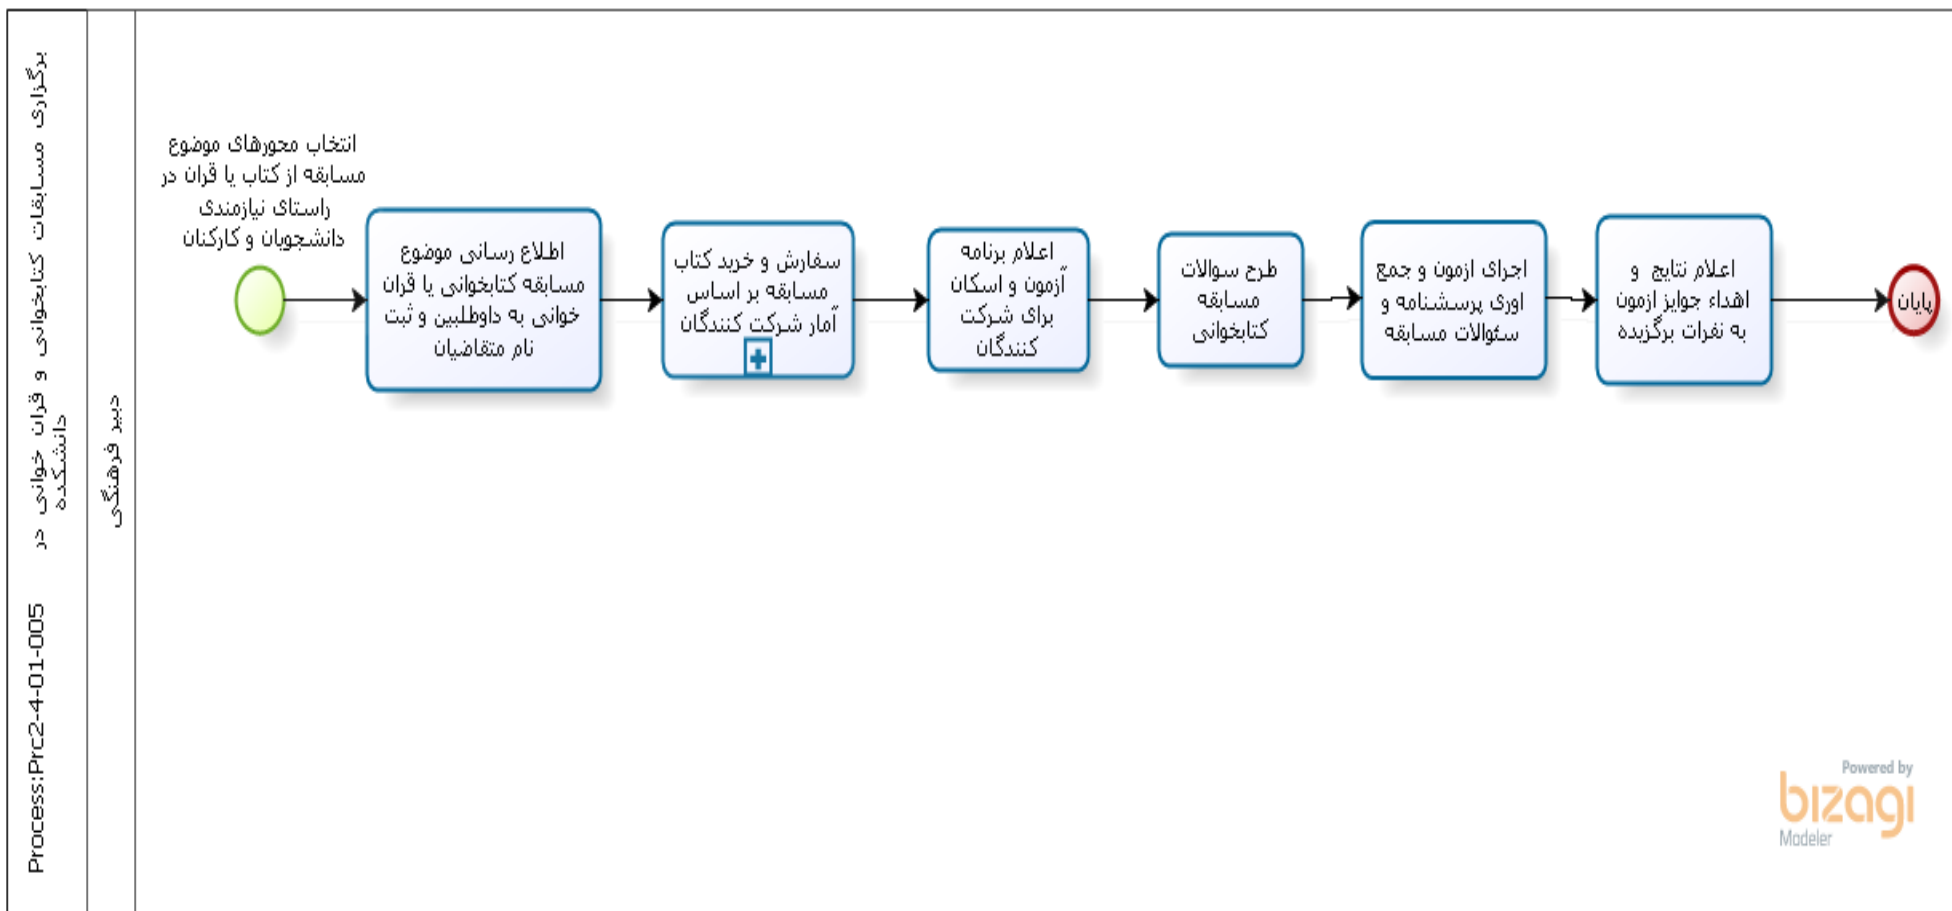 Process:Prc2-4-01-005 برگزاری مسابقات کتابخوانی و قران خوانی در
دانشکده
دبیر فرهنگی
انتخاب محورهای موضوع
مسابقه از کتاب یا قران در
راستای نیازمندی
دانشجویان و کارکنان
اطلاع رسانی موضوع
مسابقه کتابخوانی یا قران
خوانی به داوطلبین و ثبت
نام متقاضیان
سفارش و خرید کتاب
مسابقه بر اساس
آمار شرکت کنندگان
اعلام برنامه
آزمون و اسکان
برای شرکت
کنندگان
طرح سوالات
مسابقه
کتابخوانی
اجرای ازمون و جمع
اوری پرسشنامه و
سئوالات مسابقه
اعلام نتایج و
اهداء جوایز ازمون
به نفرات برگزیده
پایان
Powered by
bizagi
Modeler